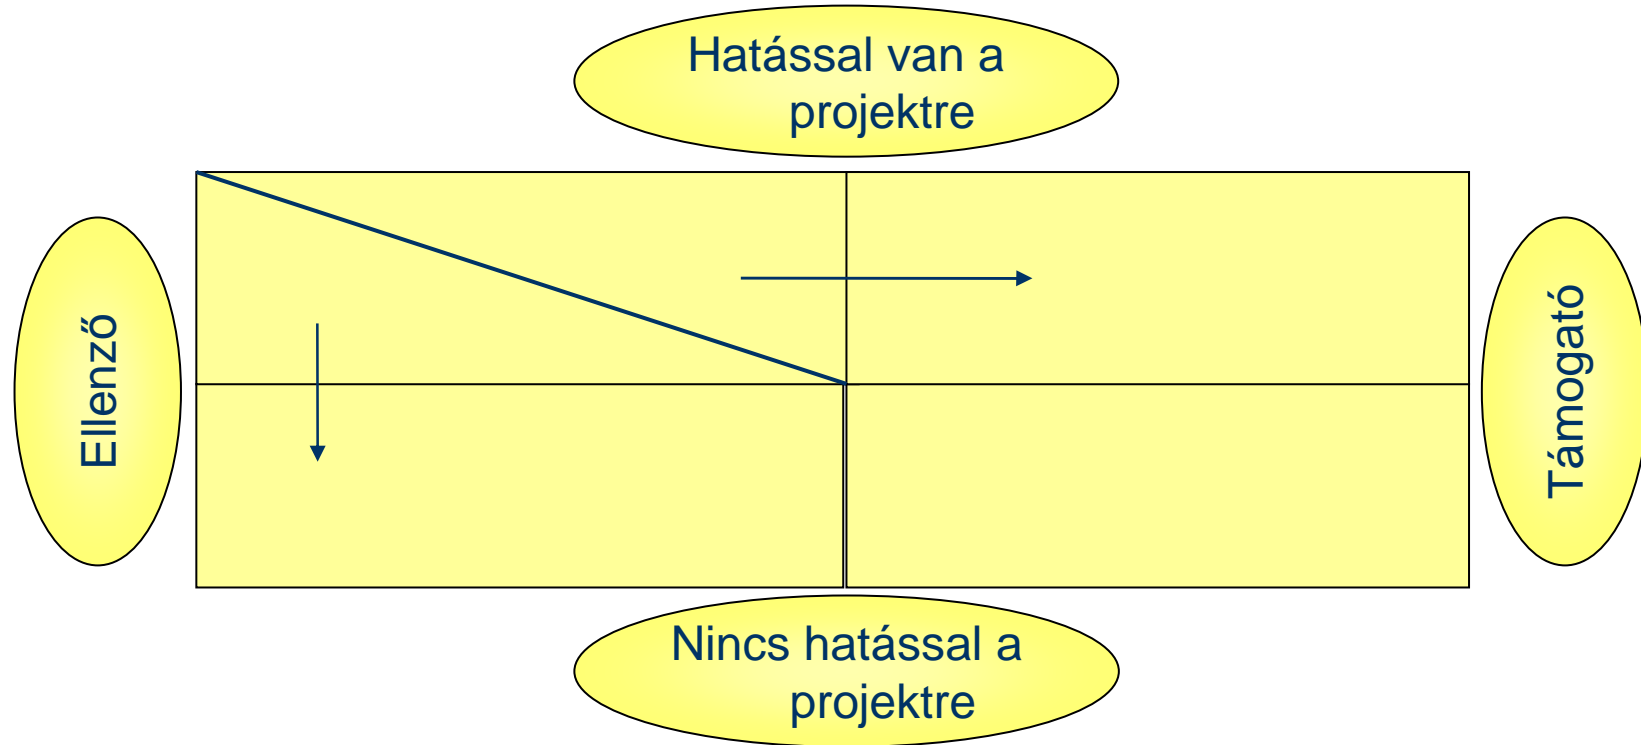 Hatással van a
projektre
Ellenző
Támogató
Nincs hatással a
projektre